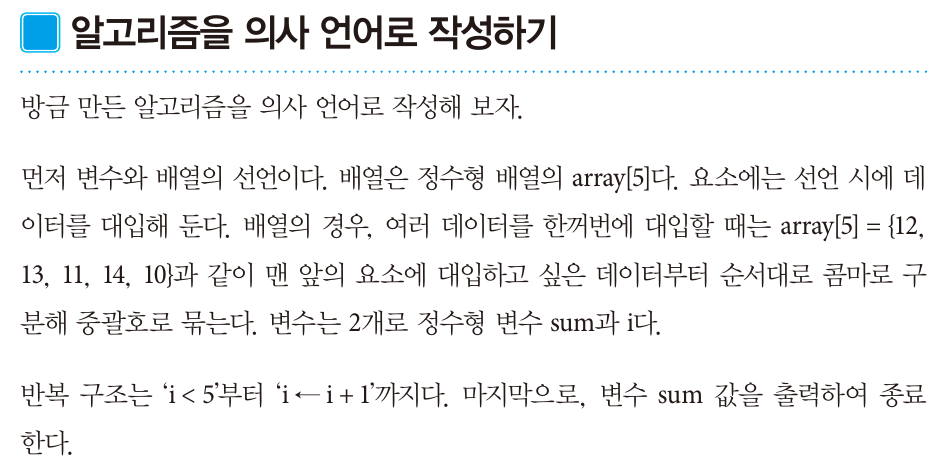 알고리즘을 의사 언어로 작성하기
방금 만든 알고리즘을 의사 언어로 작성해 보자.
먼저 변수와 배열의 선언이다. 배열은 정수형 배열의 array[5]다. 요소에는 선언 시에 데
이터를 대입해 둔다. 배열의 경우, 여러 데이터를 한꺼번에 대입할 때는 array[5] = {12,
13, 11, 14, 10}과 같이 맨 앞의 요소에 대입하고 싶은 데이터부터 순서대로 콤마로 구
분해 중괄호로 묶는다. 변수는 2개로 정수형 변수 sum과 i다.
반복 구조는 ‘i < 5’부터 ‘i ← i + 1’까지다. 마지막으로, 변수 sum 값을 출력하여 종료
한다.